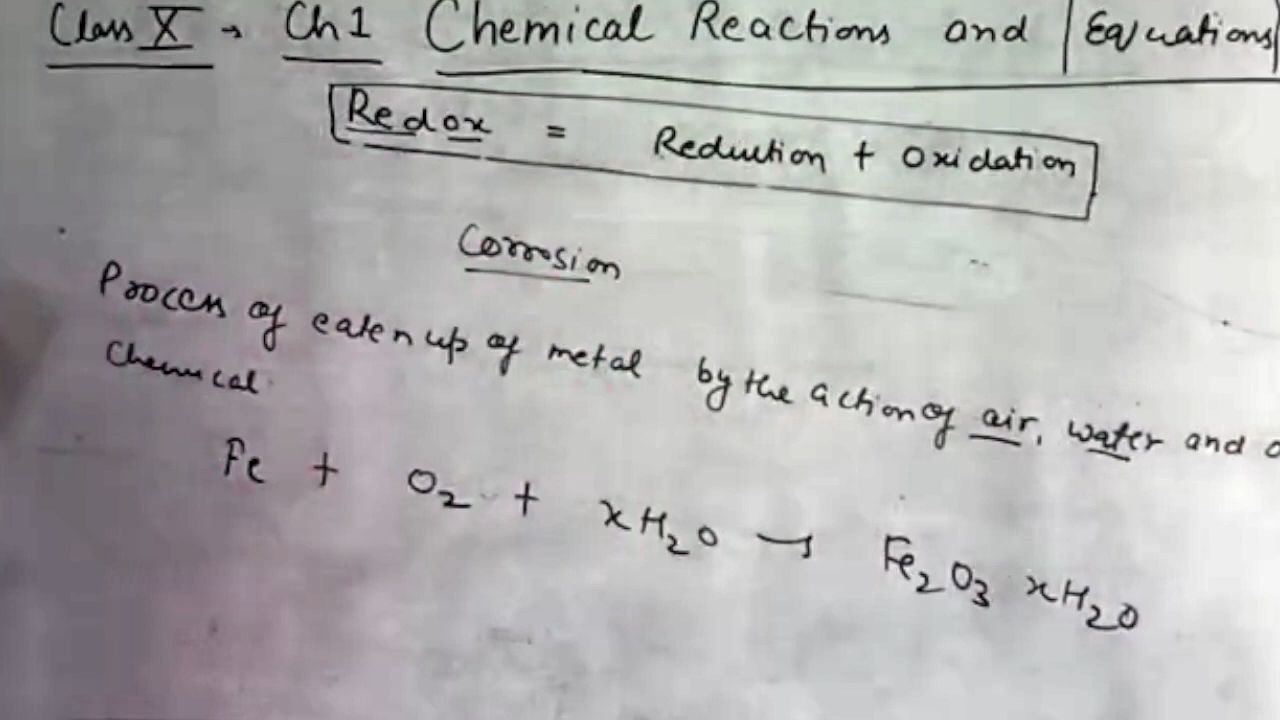 Class X → Ch1 Chemical Reactions and Equations
Redox = Reduction + Oxidation
Corrosion
Process of eaten up of metal by the action of air, water and
Chemical
Fe + O₂ + xH₂O → Fe₂O₃ xH₂O